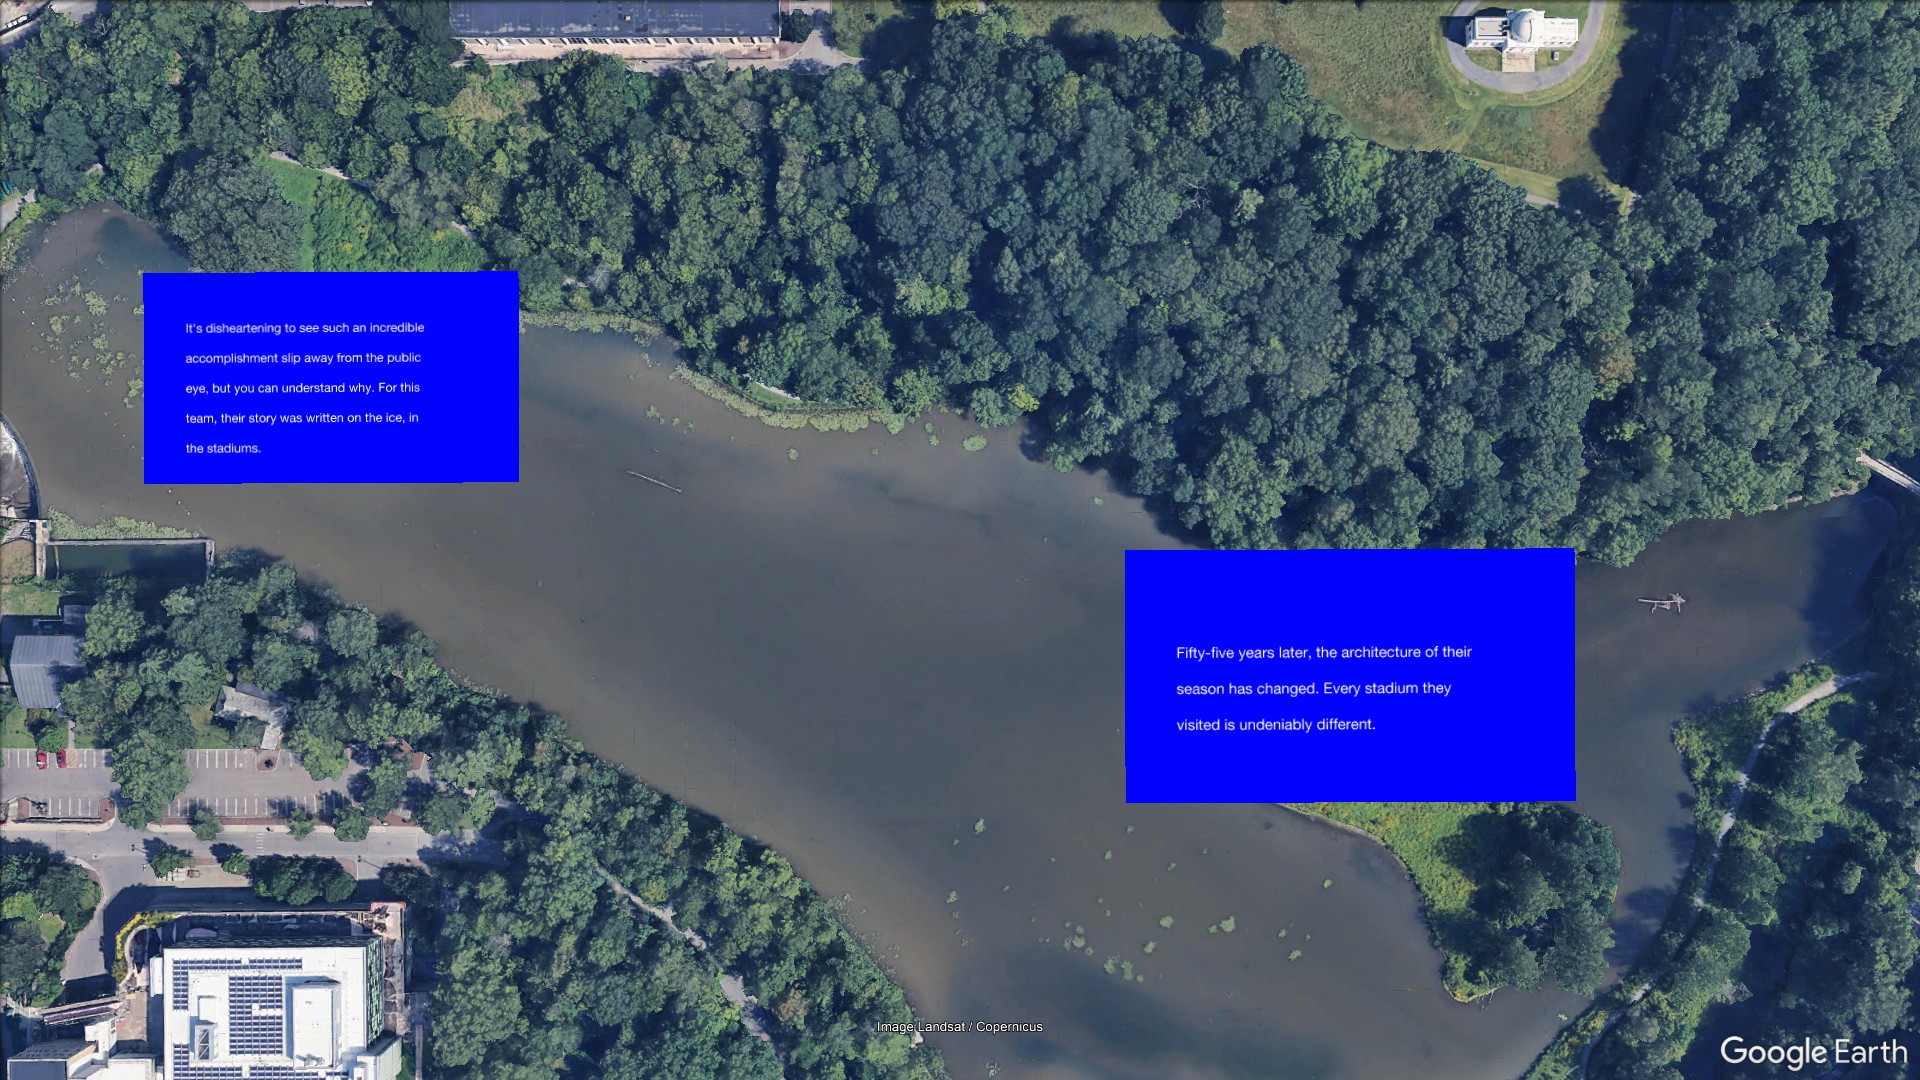 It's disheartening to see such an incredible
accomplishment slip away from the public
eye, but you can understand why. For this
team, their story was written on the ice, in
the stadiums.
Fifty-five years later, the architecture of their
season has changed. Every stadium they
visited is undeniably different.
Image Landsat / Copernicus
Google Earth